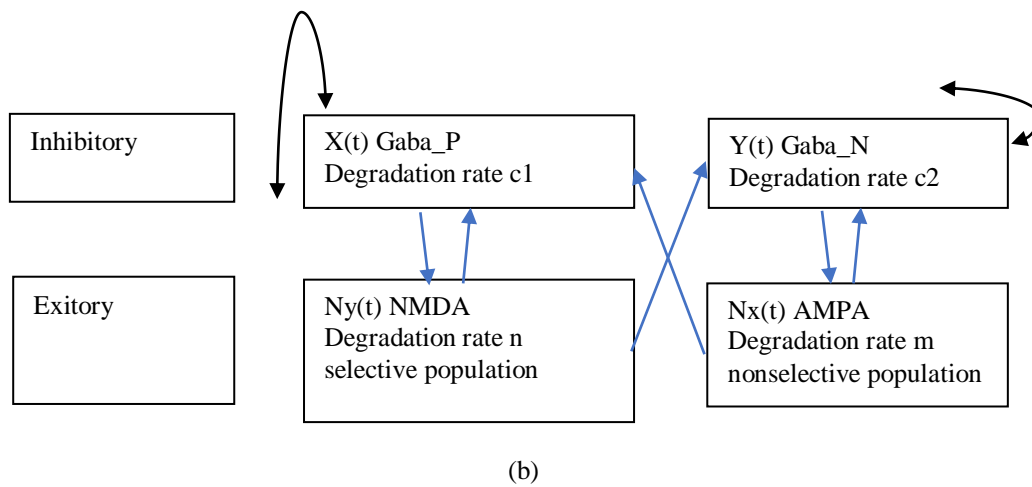 Inhibitory
X(t) Gaba_P
Degradation rate c1
Y(t) Gaba_N
Degradation rate c2
Exitory
Ny(t) NMDA
Degradation rate n
selective population
Nx(t) AMPA
Degradation rate m
nonselective population
(b)